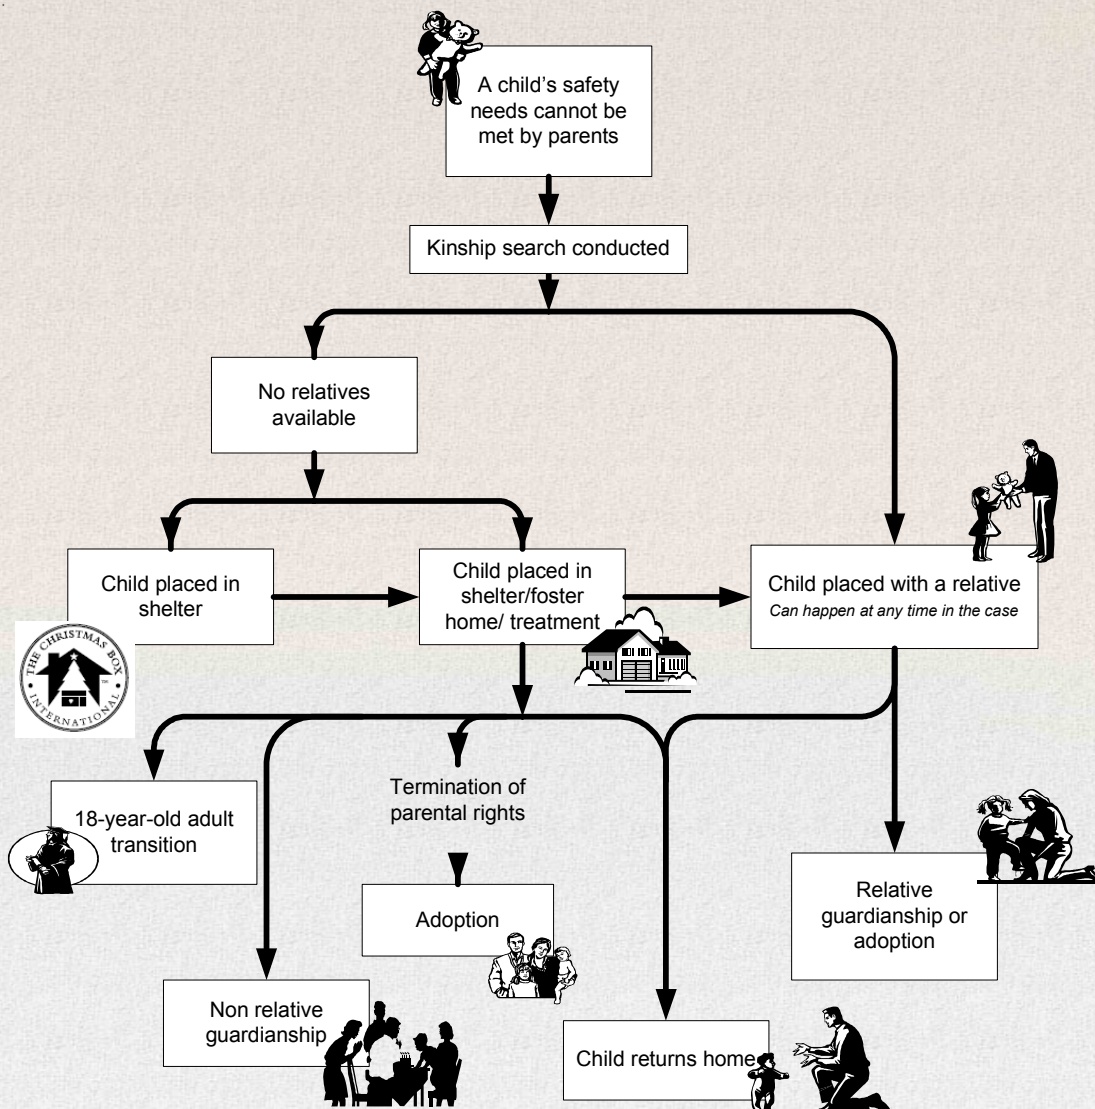 A child’s safety
needs cannot be
met by parents
Kinship search conducted
No relatives
available
Child placed in
shelter
Child placed in
shelter/foster
home/ treatment
Child placed with a relative
Can happen at any time in the case
THE CHRISTMAS BOX
INTERNATIONAL
18-year-old adult
transition
Termination of
parental rights
Adoption
Relative
guardianship or
adoption
Non relative
guardianship
Child returns home